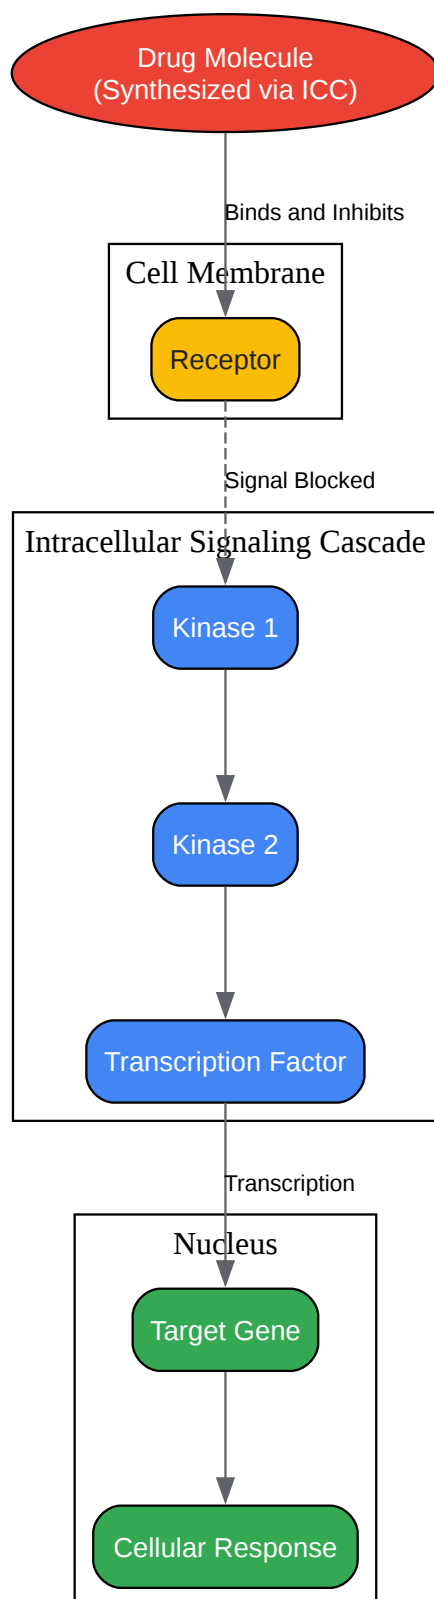 Drug Molecule
(Synthesized via ICC)
Binds and Inhibits
Cell Membrane
Receptor
Signal Blocked
Intracellular Signaling Cascade
Kinase 1
Kinase 2
Transcription Factor
Transcription
Nucleus
Target Gene
Cellular Response